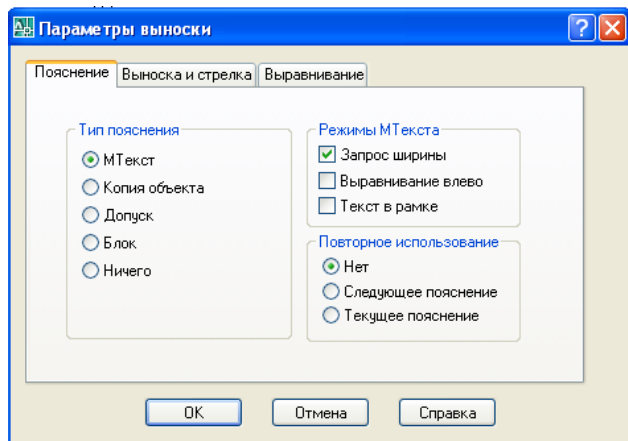 Параметры выноски
Пояснение Выноска и стрелка Выравнивание
Тип пояснения
МТекст
Копия объекта
Допуск
Блок
Ничего
Режимы МТекста
Запрос ширины
Выравнивание влево
Текст в рамке
Повторное использование
Нет
Следующее пояснение
Текущее пояснение
OK Отмена Справка